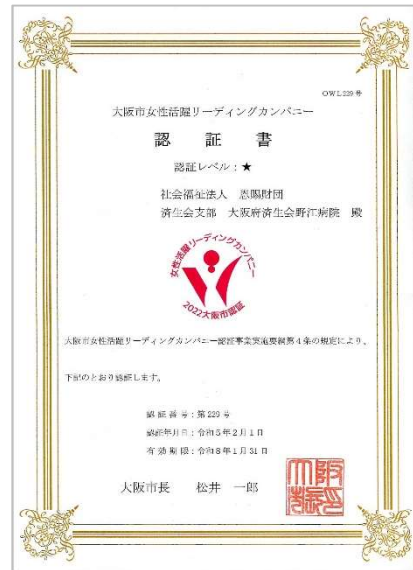 OWL229号
大阪市女性活躍リーディングカンパニー
認証書
認証レベル：★
社会福祉法人　恩賜財団
済生会支部　大阪府済生会野江病院　殿
女性活躍リーディングカンパニー
2022大阪市認証
大阪市女性活躍リーディングカンパニー認証事業実施要綱第4条の規定により、
下記のとおり認証します。
認証番号：第229号
認証年月日：令和5年2月1日
有効期限：令和8年1月31日
大阪市長　松井　一郎